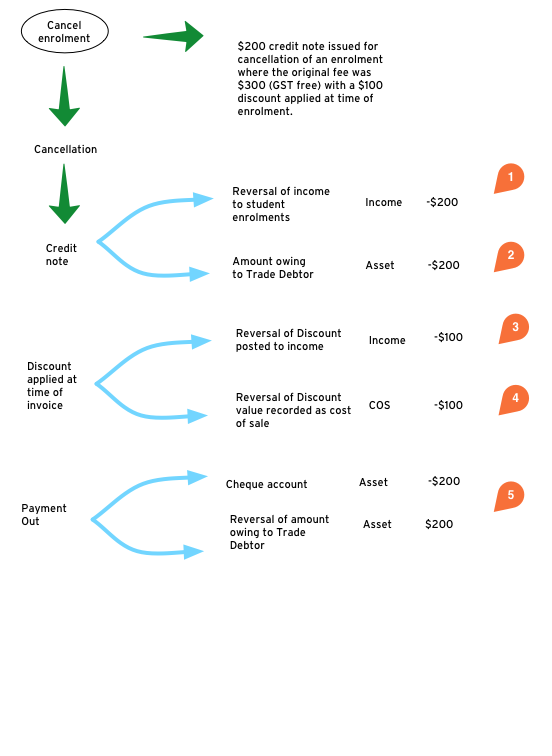 Cancel
enrolment
$200 credit note issued for
cancellation of an enrolment
where the original fee was
$300 (GST free) with a $100
discount applied at time of
enrolment.
Cancellation
Credit
note
Reversal of income
to student
enrolments
Income
-$200
1
Amount owing
to Trade Debtor
Asset
-$200
2
Discount
applied at
time of
invoice
Reversal of Discount
posted to income
Income
-$100
3
Reversal of Discount
value recorded as cost
of sale
COS
-$100
4
Payment
Out
Cheque account
Asset
-$200
5
Reversal of amount
owing to Trade
Debtor
Asset
$200